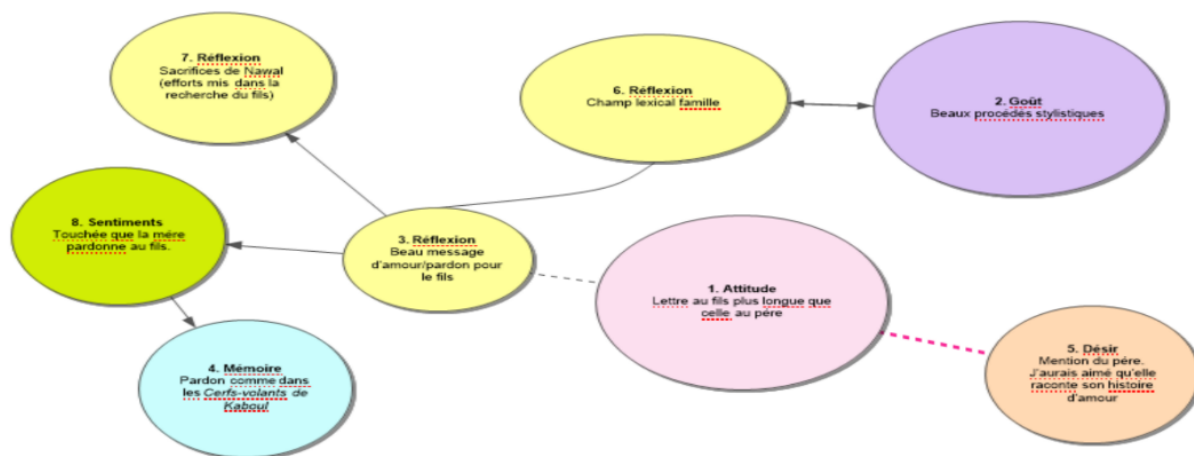 7. Réflexion
Sacrifices de Nawal
(efforts mis dans la
recherche du fils)
6. Réflexion
Champ lexical famille
2. Goût
Beaux procédés stylistiques
8. Sentiments
Touchée que la mère
pardonne au fils.
3. Réflexion
Beau message
d'amour/pardon pour
le fils
1. Attitude
Lettre au fils plus longue que
celle au père
4. Mémoire
Pardon comme dans
les Cerfs-volants de
Kaboul
5. Désir
Mention du père.
J'aurais aimé qu'elle
raconte son histoire
d'amour